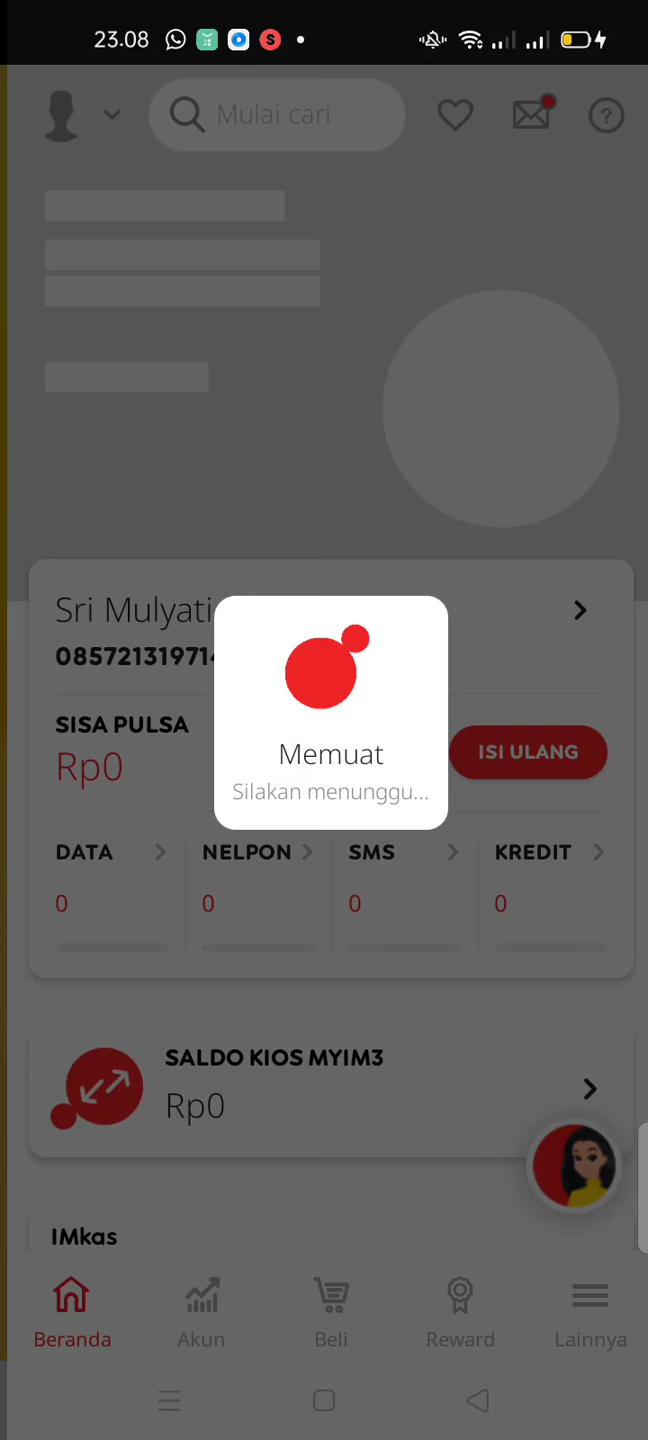 23.08
S
Mulai cari
?
Sri Mulyati
08572131971
SISA PULSA
Rp0
ISI ULANG
Memuat
Silakan menunggu...
DATA
NELPON
SMS
KREDIT
0
0
0
0
SALDO KIOS MYIM3
Rp0
IMkas
Beranda
Akun
Beli
Reward
Lainnya